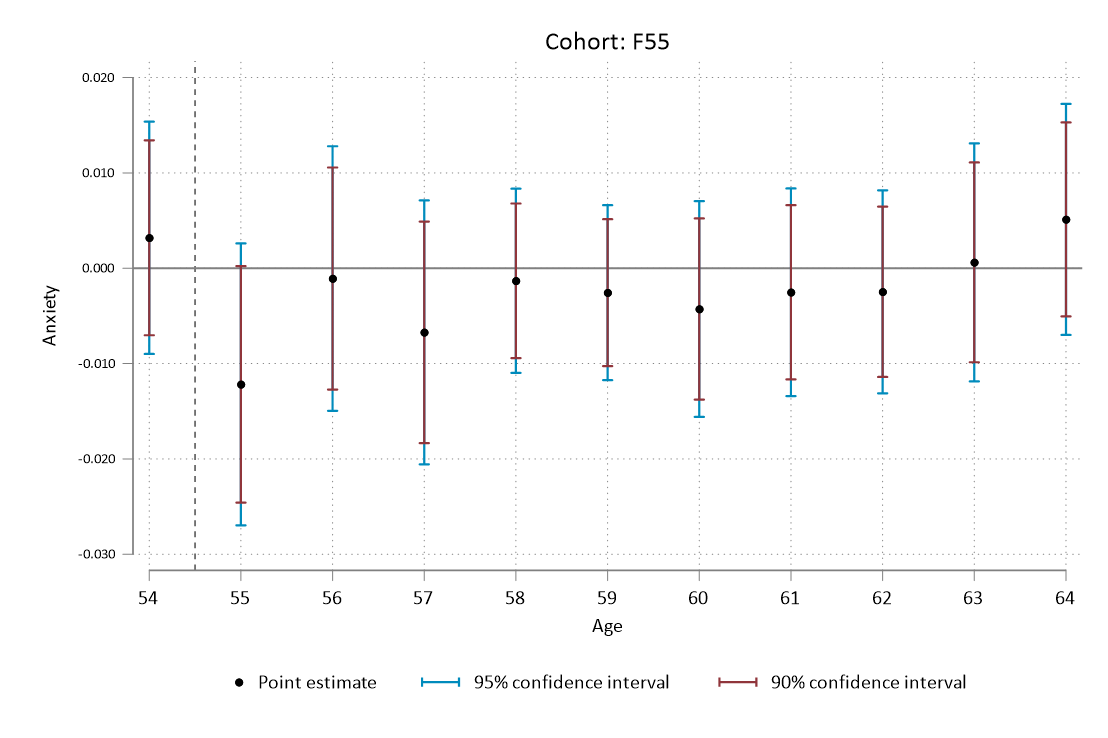 Cohort: F55
0.020
0.010
0.000
-0.010
-0.020
-0.030
Anxiety
54 55 56 57 58 59 60 61 62 63 64
Age
Point estimate 95% confidence interval 90% confidence interval